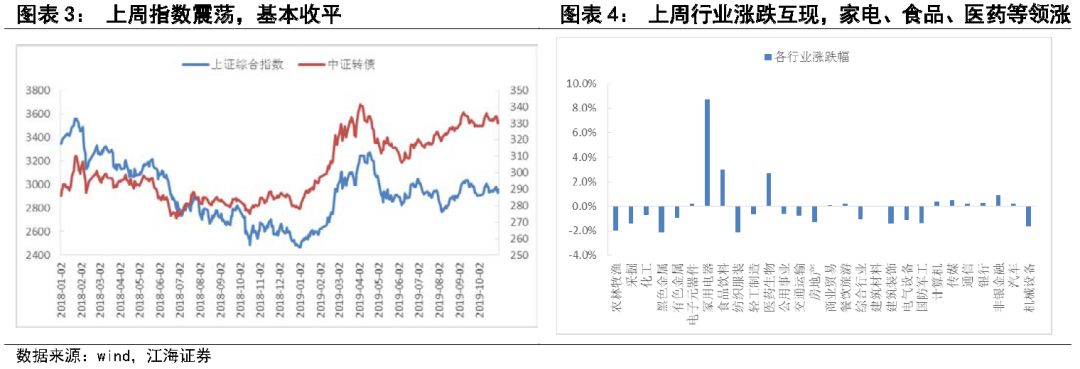 图表 3： 上周指数震荡，基本收平
上证综合指数 中证转债
3800
3600
3400
3200
3000
2800
2600
2400
350
340
330
320
310
300
290
280
270
260
250
2018-01-02
2018-02-02
2018-03-02
2018-04-02
2018-05-02
2018-06-02
2018-07-02
2018-08-02
2018-09-02
2018-10-02
2018-11-02
2018-12-02
2019-01-02
2019-02-02
2019-03-02
2019-04-02
2019-05-02
2019-06-02
2019-07-02
2019-08-02
2019-09-02
2019-10-02
图表 4： 上周行业涨跌互现，家电、食品、医药等领涨
各行业涨跌幅
10.0%
8.0%
6.0%
4.0%
2.0%
0.0%
-2.0%
-4.0%
农林牧渔
采掘
化工
黑色金属
有色金属
电子元器件
家用电器
食品饮料
纺织服装
轻工制造
医药生物
公用事业
交通运输
房地产
商业贸易
餐饮旅游
综合行业
建筑材料
建筑装饰
电气设备
国防军工
计算机
传媒
通信
银行
非银金融
汽车
机械设备
数据来源：wind，江海证券